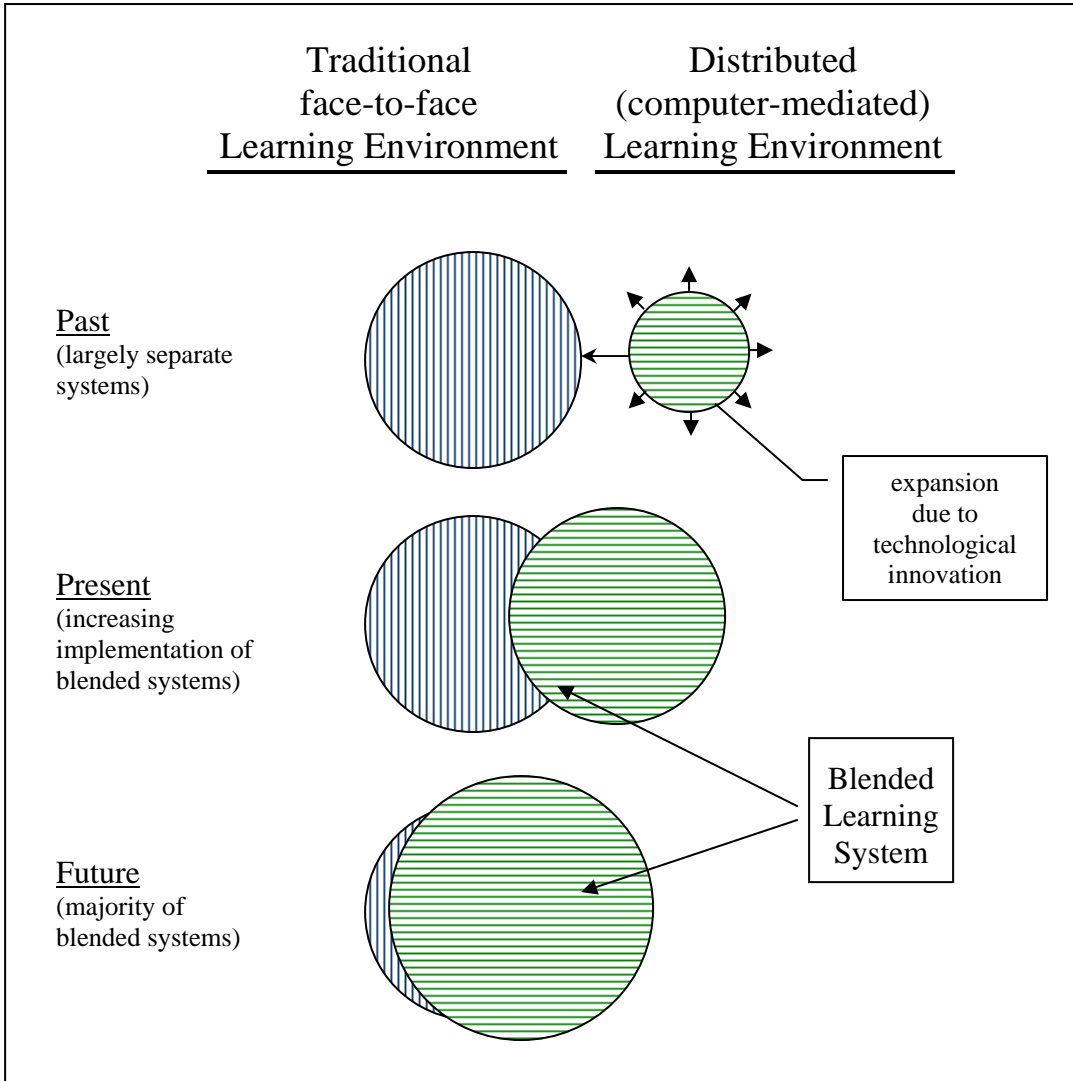 Traditional
face-to-face
Learning Environment
Distributed
(computer-mediated)
Learning Environment
Past
(largely separate
systems)
expansion
due to
technological
innovation
Present
(increasing
implementation of
blended systems)
Blended
Learning
System
Future
(majority of
blended systems)